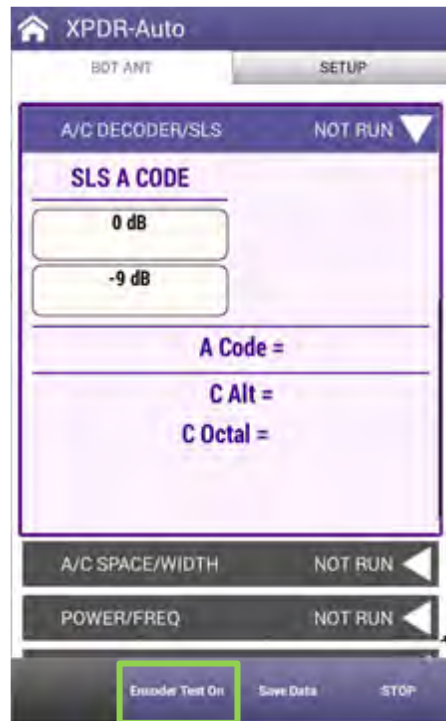 XPDR-Auto
BOT ANT SETUP
A/C DECODER/SLS NOT RUN
SLS A CODE
0 dB
-9 dB
A Code =
C Alt =
C Octal =
A/C SPACE/WIDTH NOT RUN
POWER/FREQ NOT RUN
Encoder Test On Save Data STOP